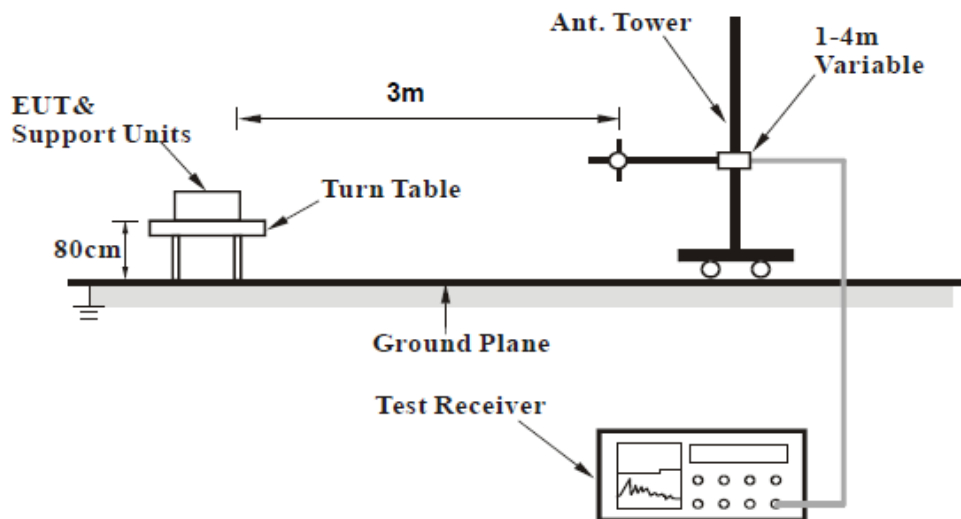 Ant. Tower
1-4m
Variable
3m
EUT&
Support Units
Turn Table
80cm
Ground Plane
Test Receiver